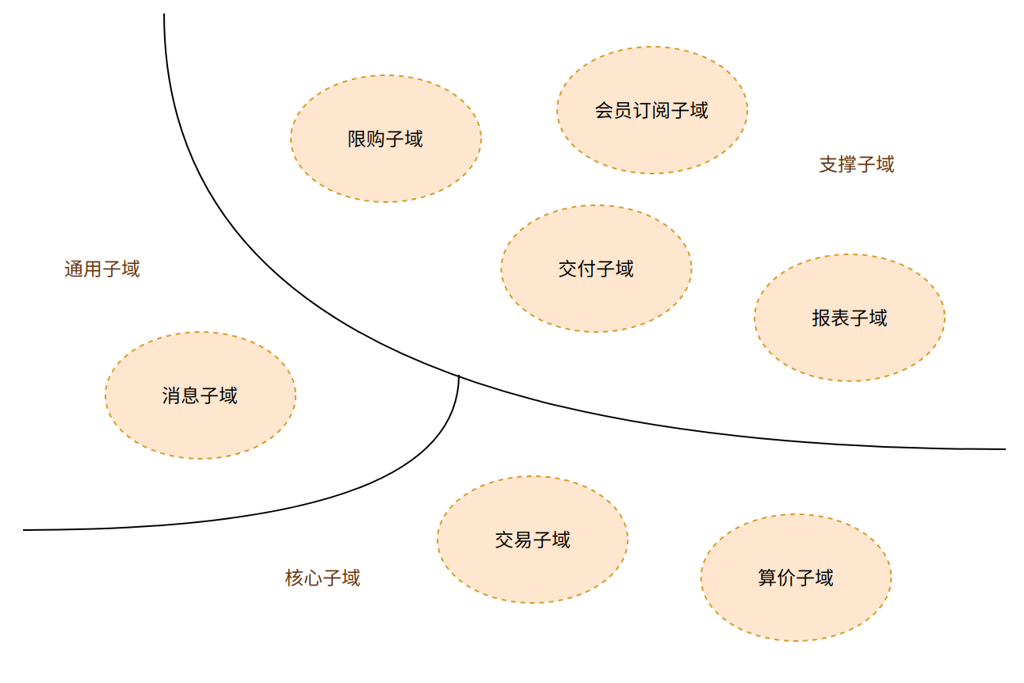 会员订阅子域
限购子域
支撑子域
通用子域
交付子域
报表子域
消息子域
交易子域
核心子域
算价子域